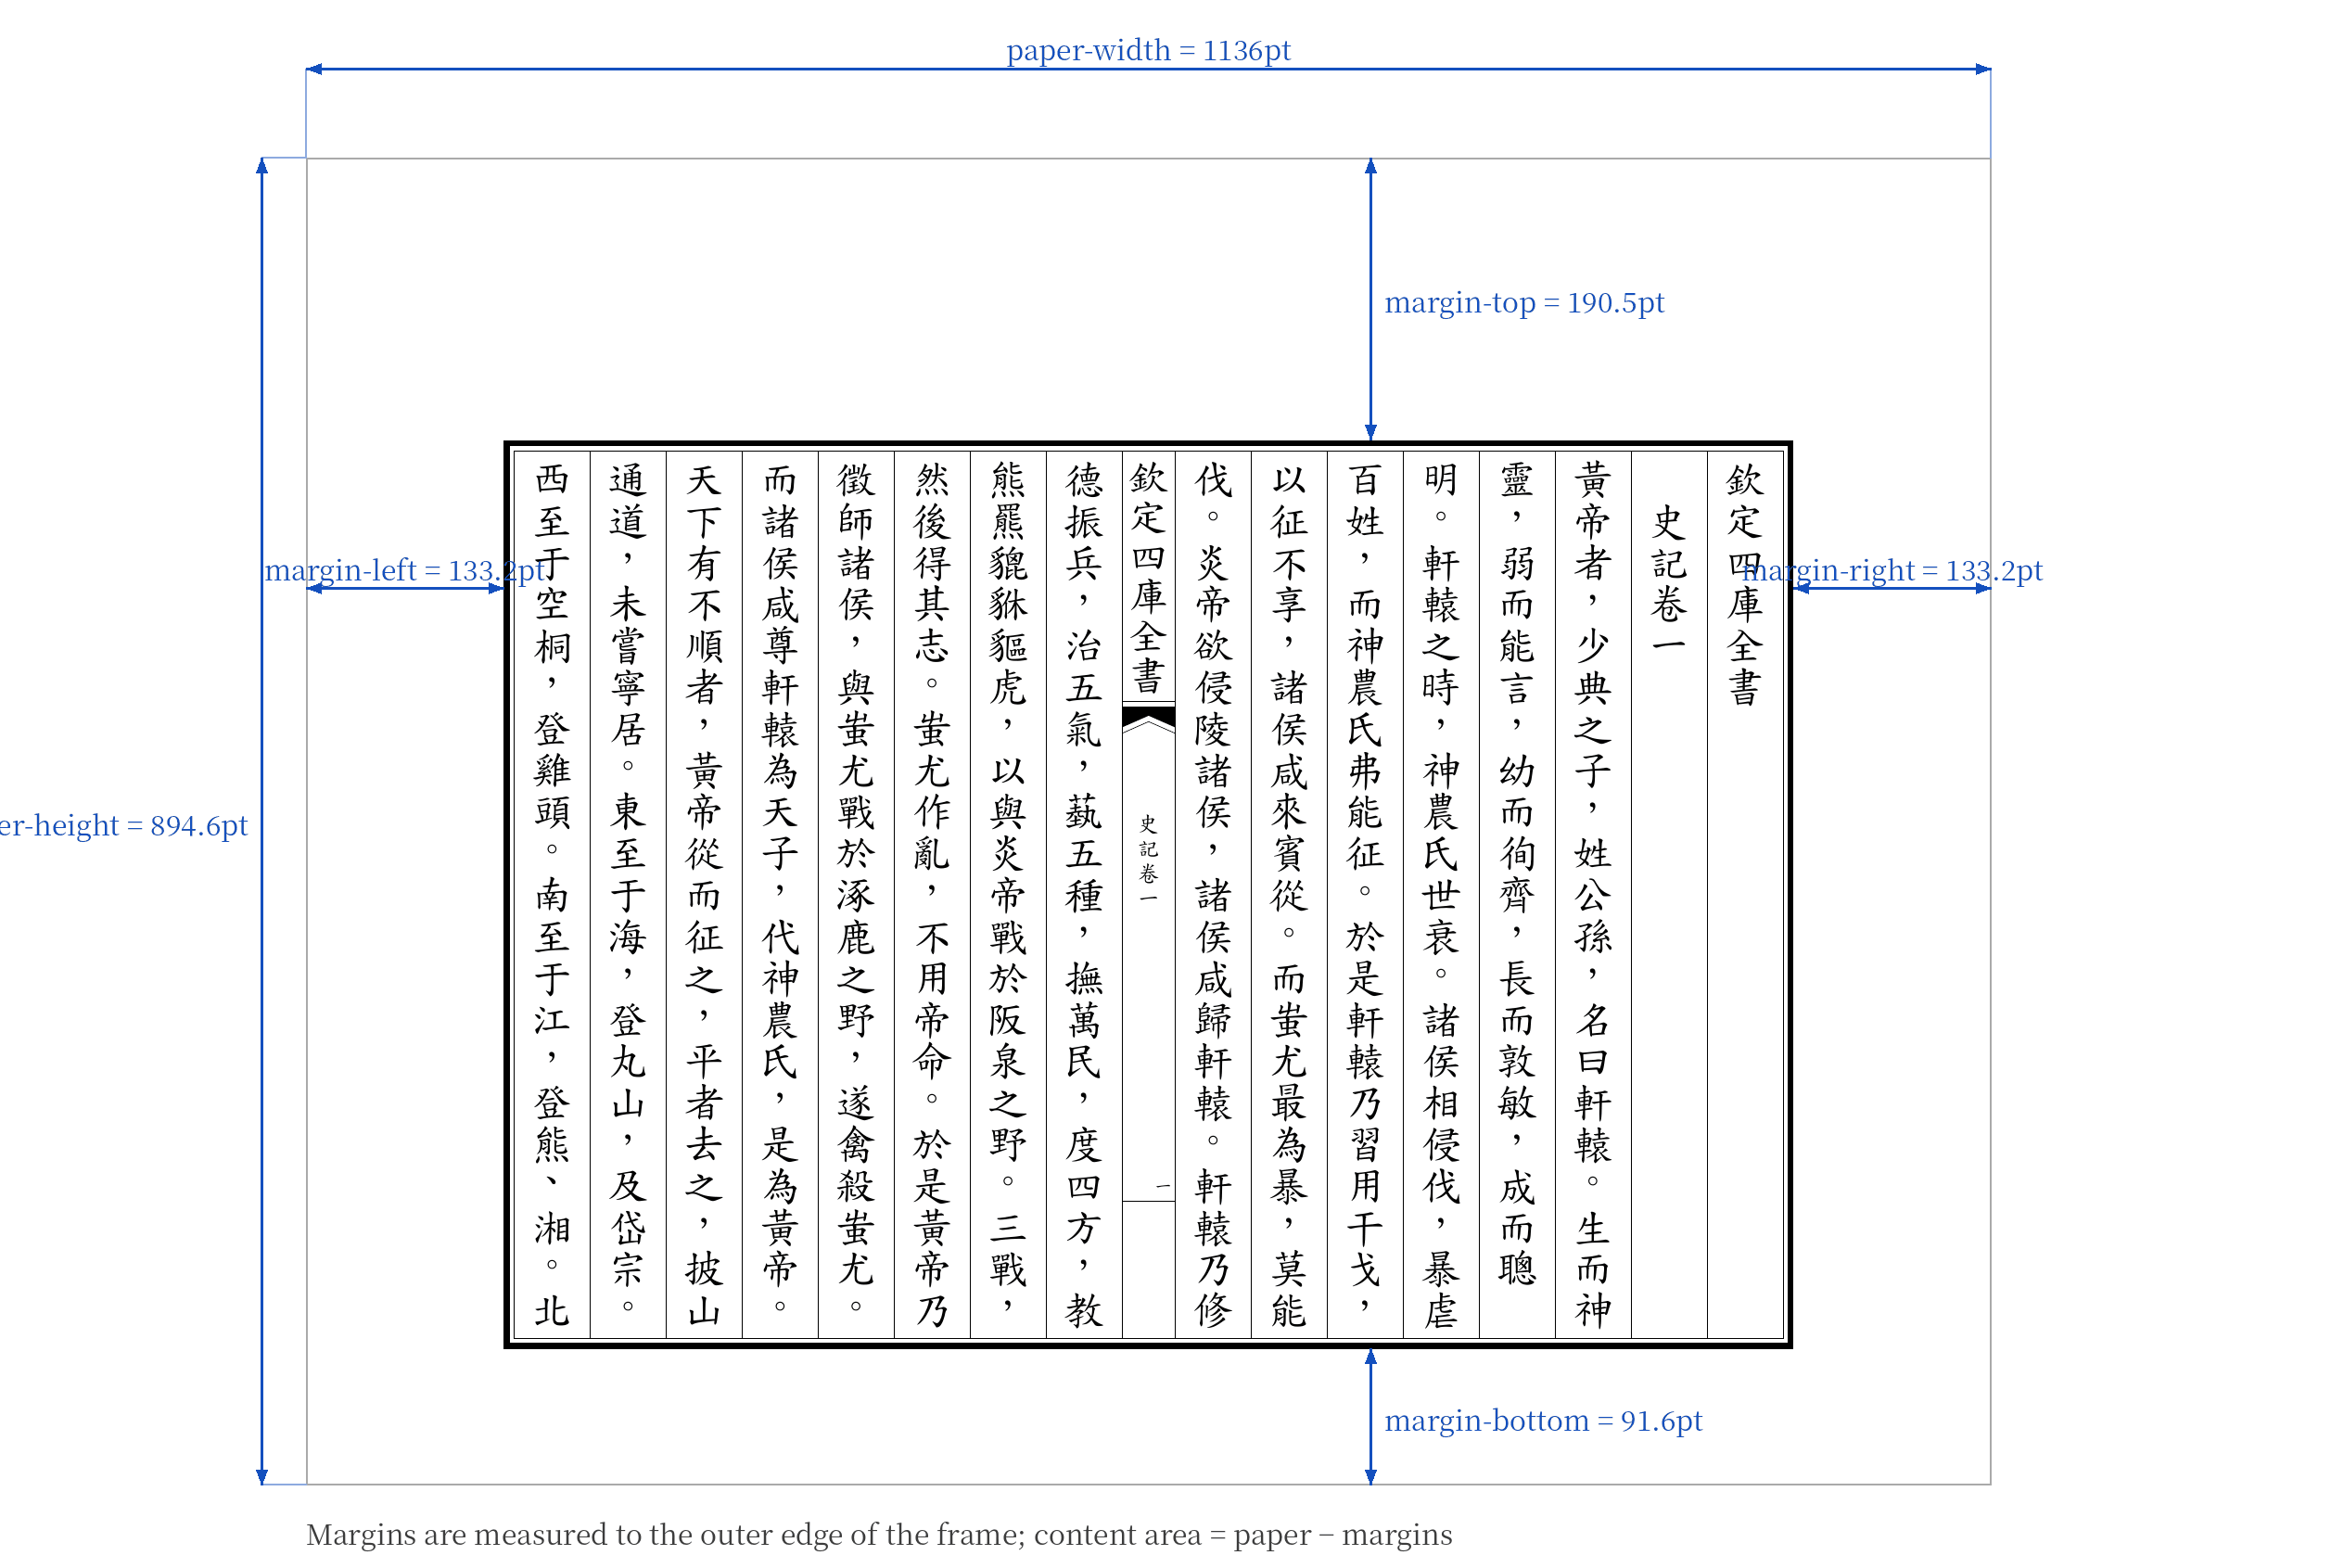 paper-width = 1136pt
margin-top = 190.5pt
margin-left = 133.2pt
margin-right = 133.2pt
er-height = 894.6pt
欽定四庫全書
史記卷一
黃帝者，少典之子，姓公孫，名曰軒轅。生而神
靈，弱而能言，幼而徇齊，長而敦敏，成而聰
明。軒轅之時，神農氏世衰。諸侯相侵伐，暴虐
百姓，而神農氏弗能征。於是軒轅乃習用干戈，
以征不享，諸侯咸來賓從。而蚩尤最為暴，莫能
伐。炎帝欲侵陵諸侯，諸侯咸歸軒轅。軒轅乃修
欽定四庫全書
史記卷一
一
德振兵，治五氣，蓺五種，撫萬民，度四方，教
熊羆貔貅貙虎，以與炎帝戰於阪泉之野。三戰，
然後得其志。蚩尤作亂，不用帝命。於是黃帝乃
徵師諸侯，與蚩尤戰於涿鹿之野，遂禽殺蚩尤。
而諸侯咸尊軒轅為天子，代神農氏，是為黃帝。
天下有不順者，黃帝從而征之，平者去之，披山
通道，未嘗寧居。東至于海，登丸山，及岱宗。
西至于空桐，登雞頭。南至于江，登熊、湘。北
margin-bottom = 91.6pt
Margins are measured to the outer edge of the frame; content area = paper − margins